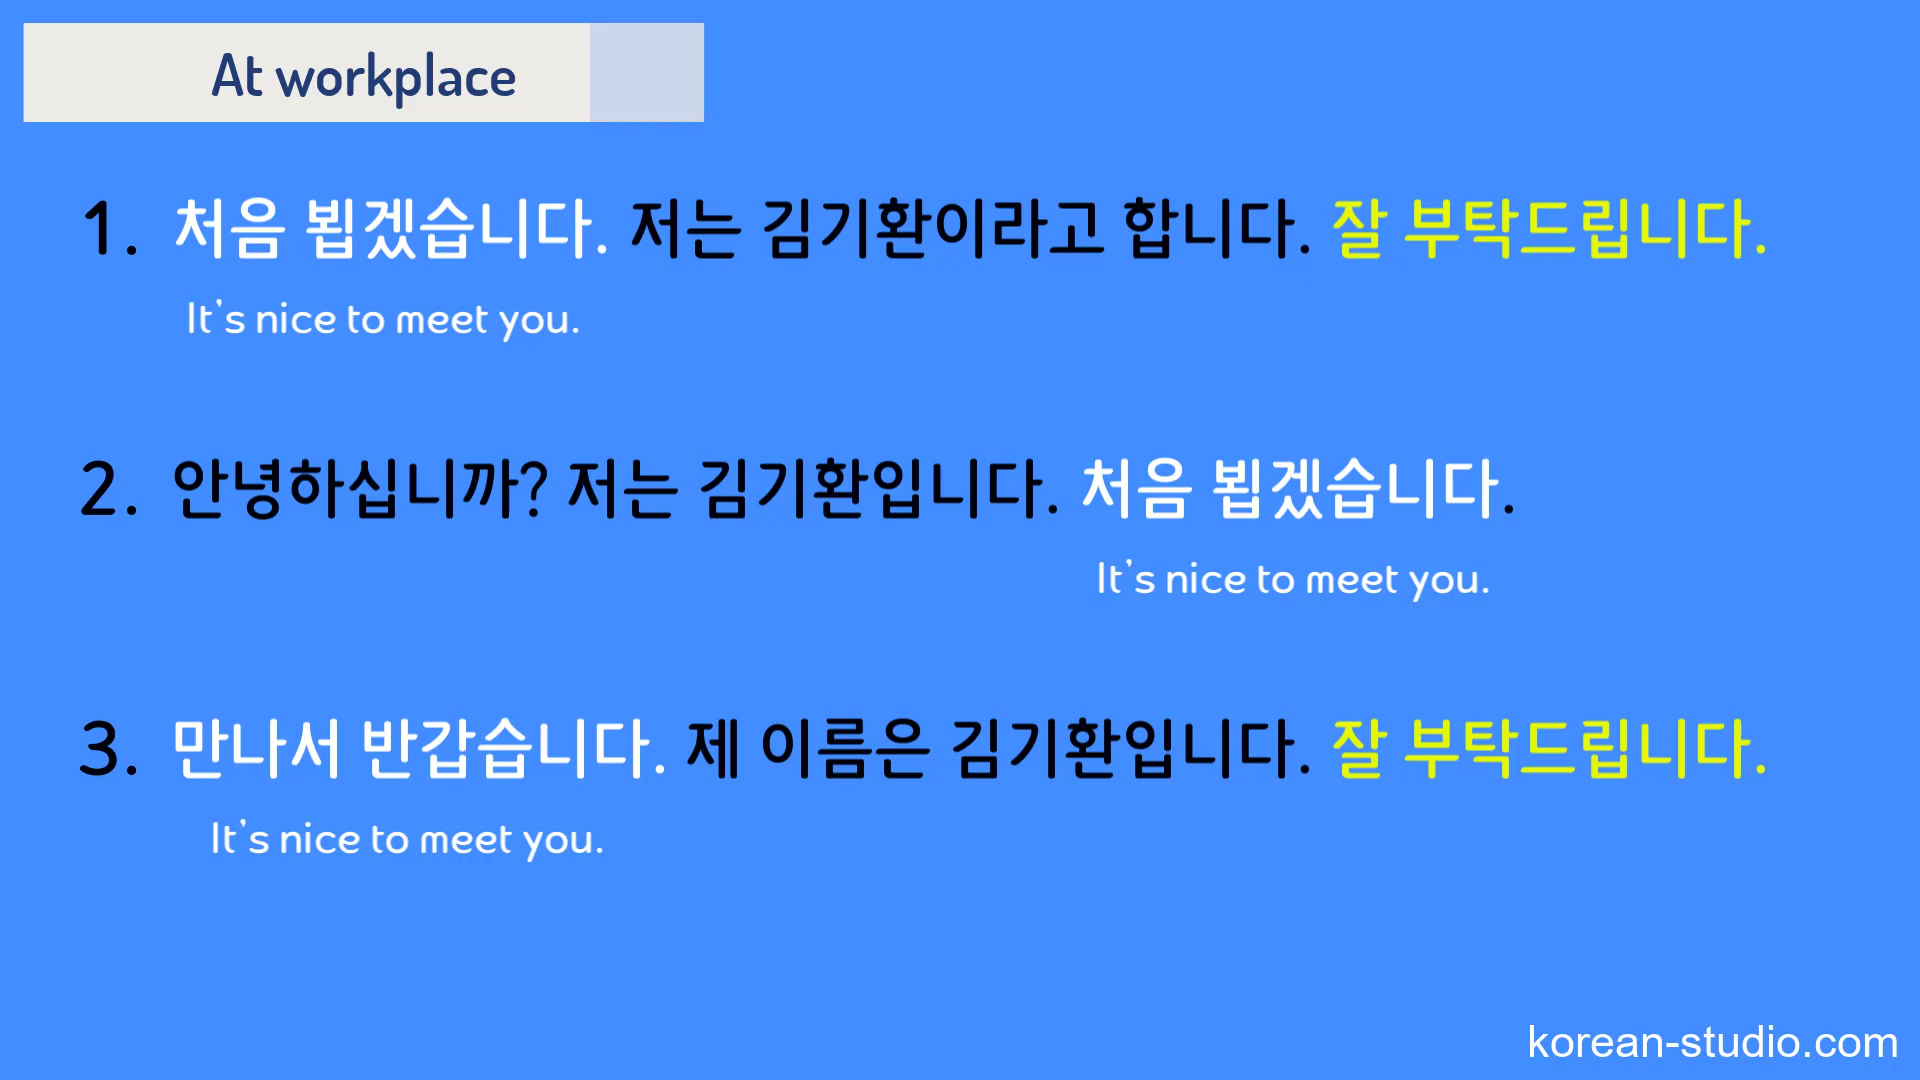 At workplace
1. 처음 뵙겠습니다. 저는 김기환이라고 합니다. 잘 부탁드립니다.
It's nice to meet you.
2. 안녕하십니까? 저는 김기환입니다. 처음 뵙겠습니다.
It's nice to meet you.
3. 만나서 반갑습니다. 제 이름은 김기환입니다. 잘 부탁드립니다.
It's nice to meet you.
korean-studio.com